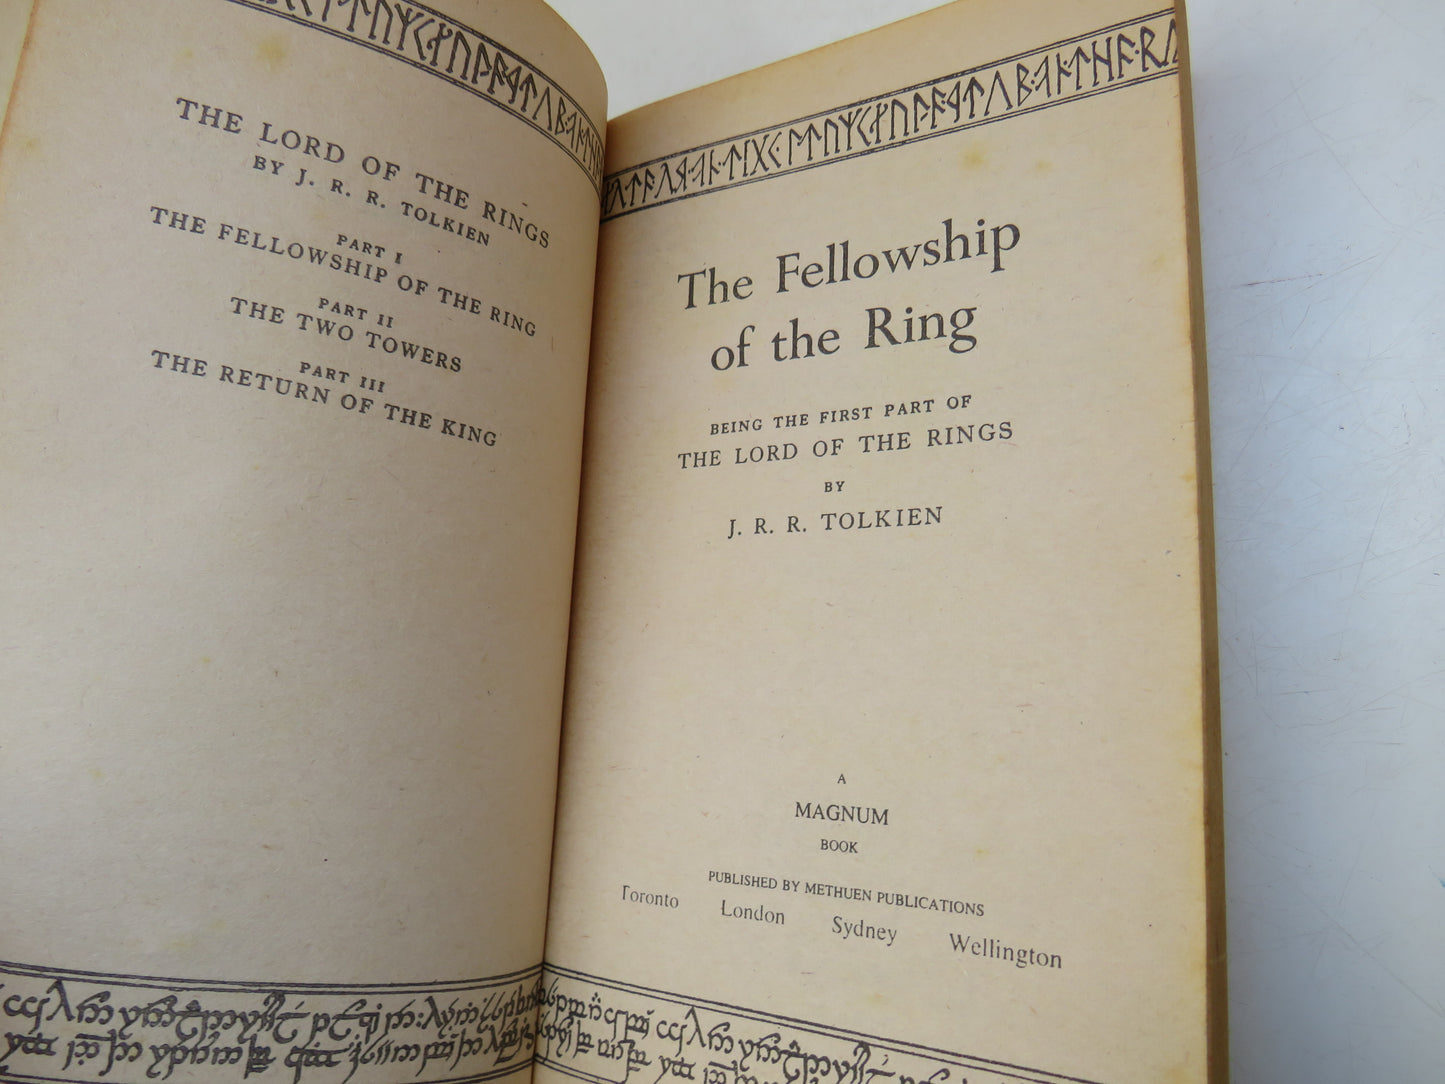 THE LORD OF THE RINGS
BY J. R. R. TOLKIEN
PART I
THE FELLOWSHIP OF THE RING
PART II
THE TWO TOWERS
PART III
THE RETURN OF THE KING
The Fellowship
of the Ring
BEING THE FIRST PART OF
THE LORD OF THE RINGS
BY
J. R. R. TOLKIEN
A
MAGNUM
BOOK
PUBLISHED BY METHUEN PUBLICATIONS
Toronto London Sydney Wellington